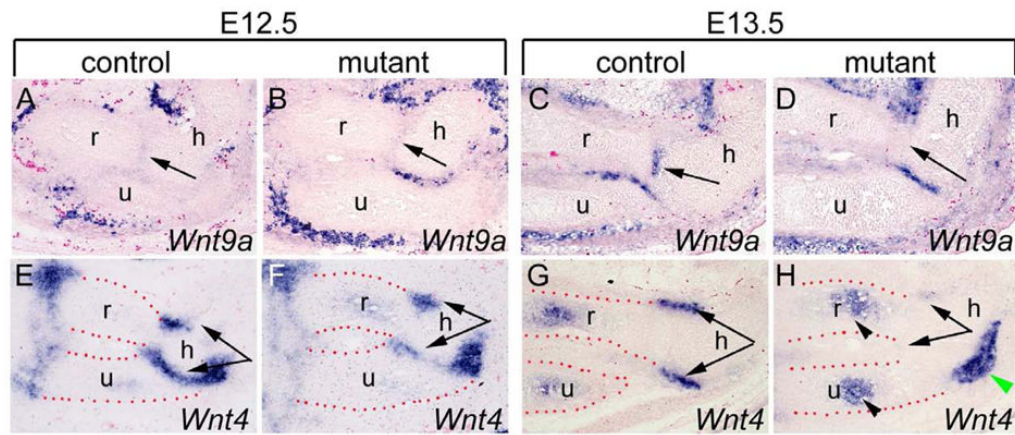 E12.5 E13.5
control mutant control mutant
A B C D
r h r h r h r h
u u u u
Wnt9a Wnt9a Wnt9a Wnt9a
E F G H
r h r h r h r h
u u u u
Wnt4 Wnt4 Wnt4 Wnt4